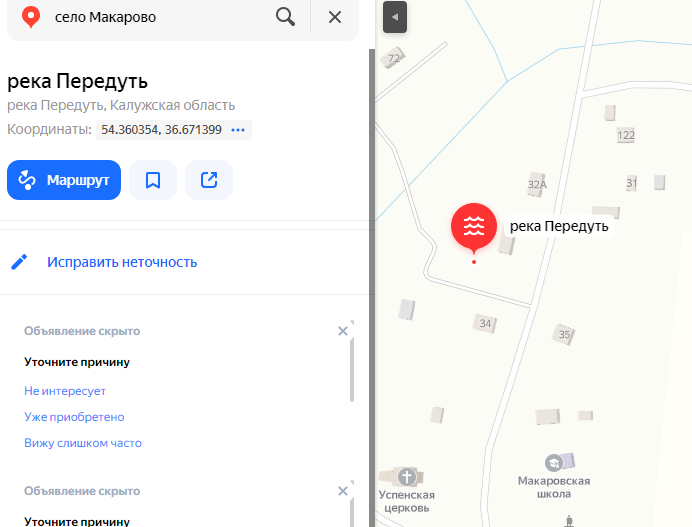 село Макарово
река Передуть
река Передуть, Калужская область
Координаты: 54.360354, 36.671399
Маршрут
Исправить неточность
Объявление скрыто
Уточните причину
Не интересует
Уже приобретено
Вижу слишком часто
Объявление скрыто
Уточните причину
72
122
32А
31
река Передуть
34
35
Макаровская
школа
Успенская
церковь